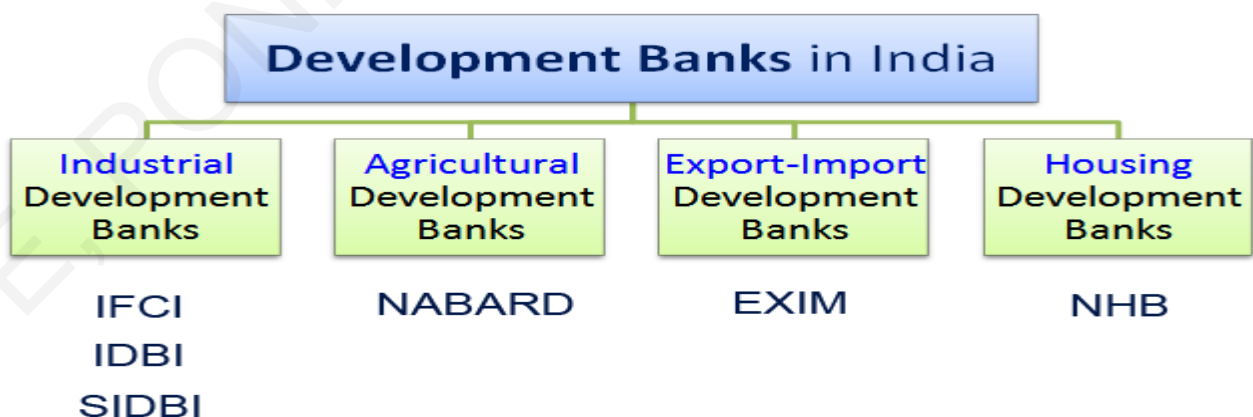 Development Banks in India
Industrial
Development
Banks
Agricultural
Development
Banks
Export-Import
Development
Banks
Housing
Development
Banks
IFCI
IDBI
SIDBI
NABARD
EXIM
NHB